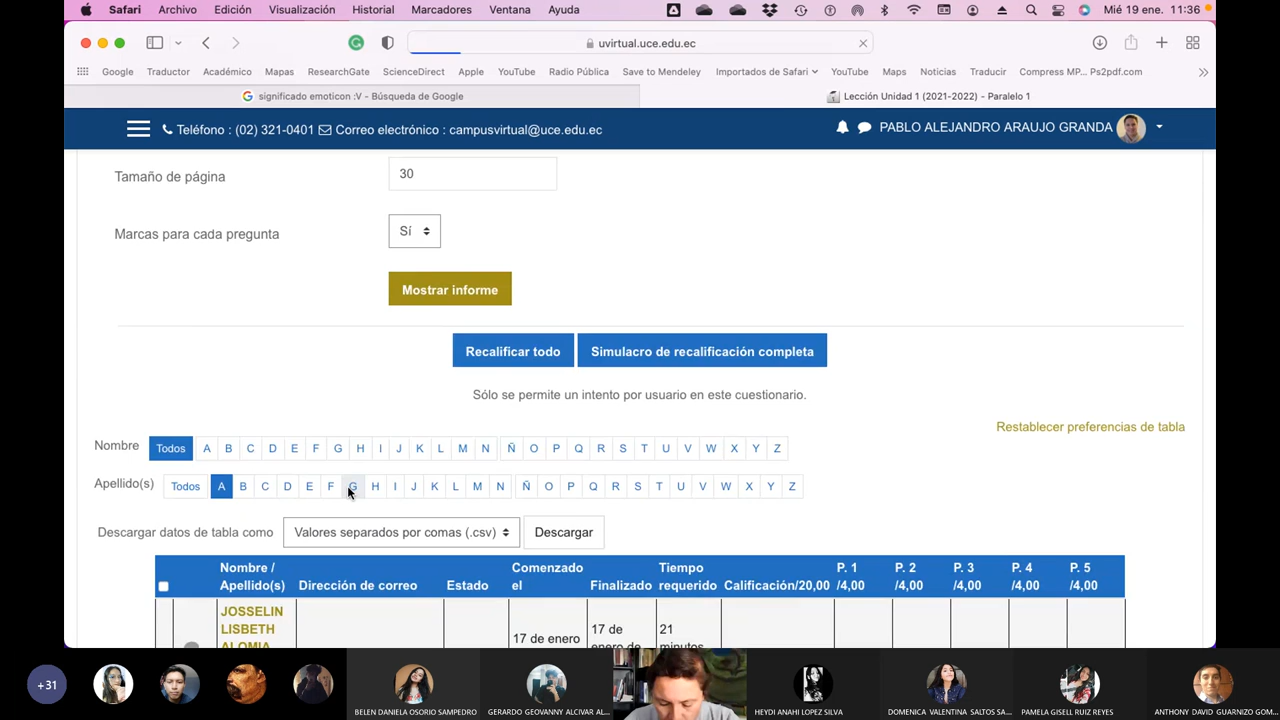 Safari Archivo Edición Visualización Historial Marcadores Ventana Ayuda Mié 19 ene. 11:36
uvirtual.uce.edu.ec
Google Traductor Académico Mapas ResearchGate ScienceDirect Apple YouTube Radio Pública Save to Mendeley Importados de Safari YouTube Maps Noticias Traducir Compress MP... Ps2pdf.com
significado emoticon :V - Búsqueda de Google Lección Unidad 1 (2021-2022) - Paralelo 1
Teléfono : (02) 321-0401 Correo electrónico : campusvirtual@uce.edu.ec PABLO ALEJANDRO ARAUJO GRANDA
Tamaño de página 30
Marcas para cada pregunta Sí
Mostrar informe
Recalificar todo Simulacro de recalificación completa
Sólo se permite un intento por usuario en este cuestionario.
Restablecer preferencias de tabla
Nombre Todos A B C D E F G H I J K L M N Ñ O P Q R S T U V W X Y Z
Apellido(s) Todos A B C D E F G H I J K L M N Ñ O P Q R S T U V W X Y Z
Descargar datos de tabla como Valores separados por comas (.csv) Descargar
Nombre / Comenzado Tiempo P. 1 P. 2 P. 3 P. 4 P. 5
Apellido(s) Dirección de correo Estado el Finalizado requerido Calificación/20,00 /4,00 /4,00 /4,00 /4,00 /4,00
JOSSELIN
LISBETH 17 de 21
ALOMIA 17 de enero enero de minutos
+31 BELEN DANIELA OSORIO SAMPEDRO GERARDO GEOVANNY ALCIVAR AL... HEYDI ANAHI LOPEZ SILVA DOMENICA VALENTINA SALTOS SA... PAMELA GISELL RUIZ REYES ANTHONY DAVID GUARNIZO GOM...